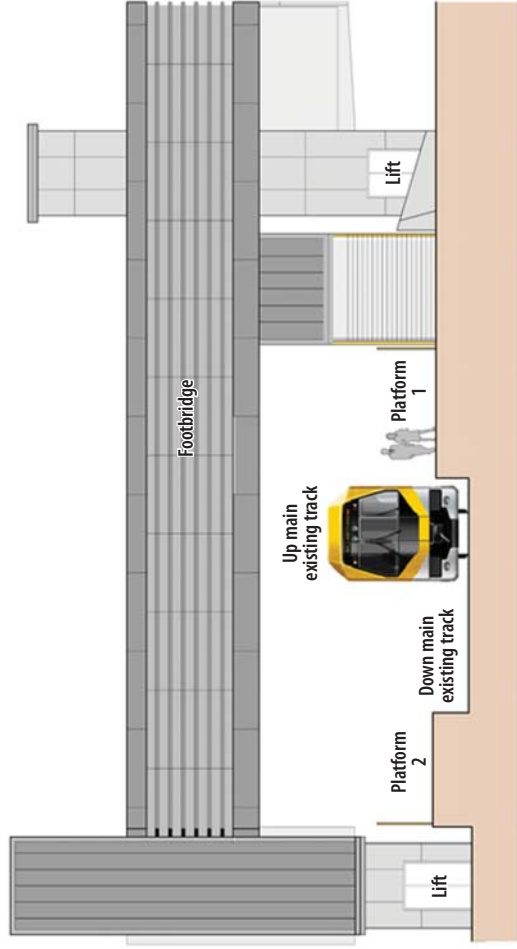 Footbridge
Up main
existing track
Lift
Platform
1
Down main
existing track
Platform
2
Lift